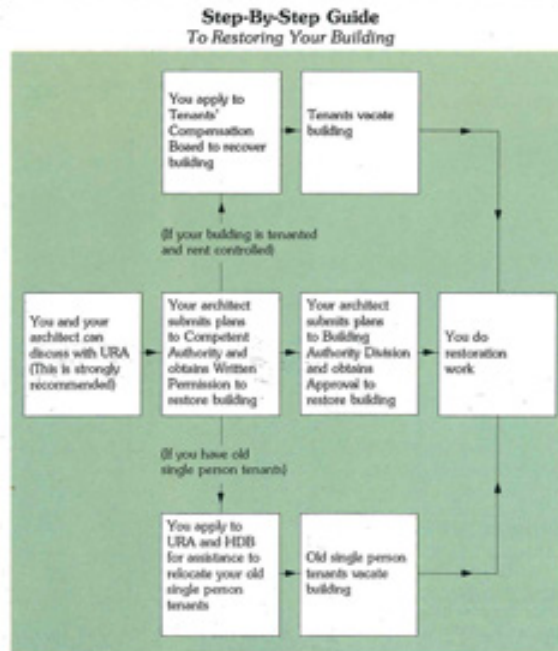 Step-By-Step Guide
To Restoring Your Building
You apply to
Tenants'
Compensation
Board to recover
building
Tenants vacate
building
(If your building is tenanted
and rent controlled)
You and your
architect can
discuss with URA
(This is strongly
recommended)
Your architect
submits plans
to Competent
Authority and
obtains Written
Permission to
restore building
Your architect
submits plans
to Building
Authority Division
and obtains
Approval to
restore building
You do
restoration
work
(If you have old
single person tenants)
You apply to
URA and HDB
for assistance to
relocate your old
single person
tenants
Old single person
tenants vacate
building